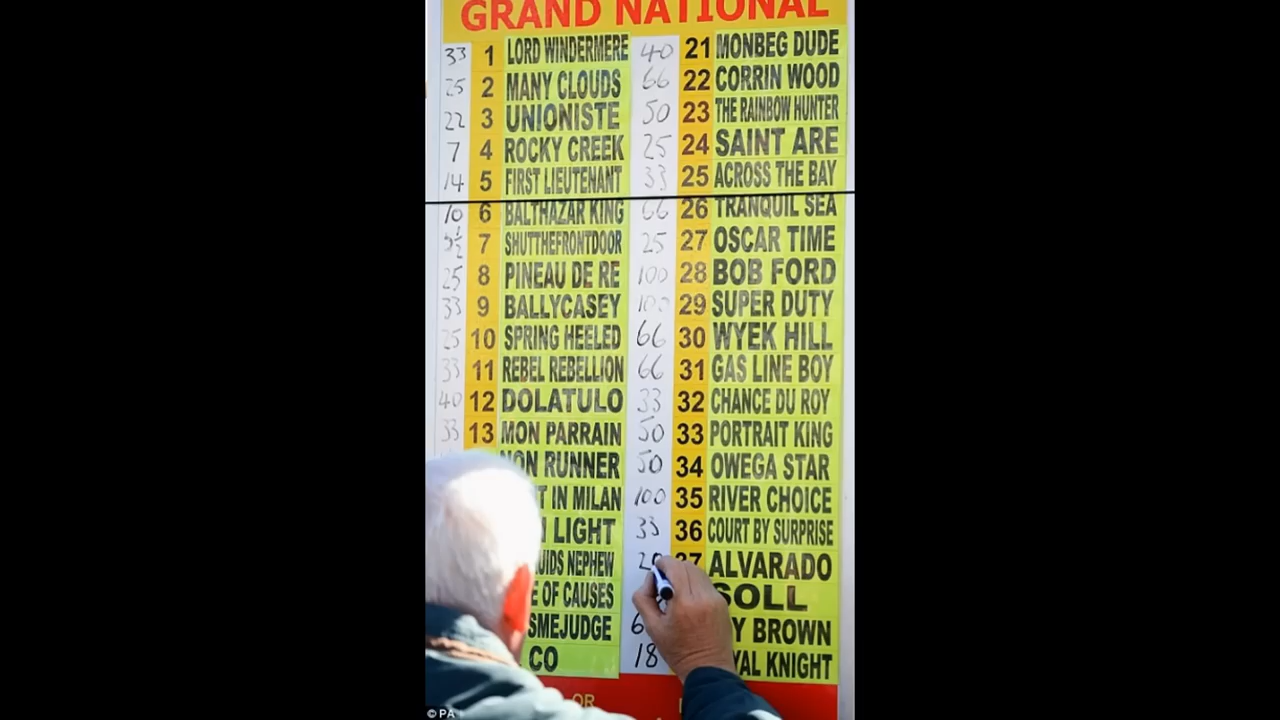 GRAND NATIONAL
33 1 LORD WINDERMERE
25 2 MANY CLOUDS
22 3 UNIONISTE
7 4 ROCKY CREEK
14 5 FIRST LIEUTENANT
10 6 BALTHAZAR KING
7 SHUTTHEFRONTDOOR
25 8 PINEAU DE RE
33 9 BALLYCASEY
25 10 SPRING HEELED
33 11 REBEL REBELLION
40 12 DOLATULO
33 13 MON PARRAIN
NON RUNNER
IN MILAN
LIGHT
NEPHEW
OF CAUSES
SMEJUDGE
CO
40 21 MONBEG DUDE
66 22 CORRIN WOOD
50 23 THE RAINBOW HUNTER
25 24 SAINT ARE
33 25 ACROSS THE BAY
66 26 TRANQUIL SEA
25 27 OSCAR TIME
100 28 BOB FORD
100 29 SUPER DUTY
66 30 WYEK HILL
66 31 GAS LINE BOY
33 32 CHANCE DU ROY
50 33 PORTRAIT KING
50 34 OWEGA STAR
100 35 RIVER CHOICE
33 36 COURT BY SURPRISE
20 37 ALVARADO
SOLL
BROWN
18 KNIGHT
OR
© PA